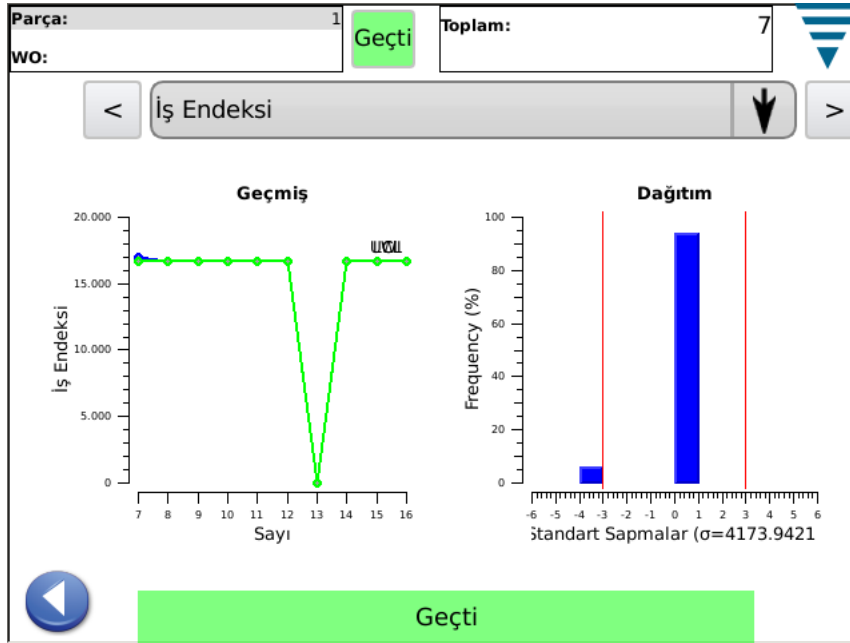 Parça: 1
WO:
Geçti
Toplam: 7
< İş Endeksi >
Geçmiş
20.000
15.000
10.000
5.000
0
İş Endeksi
7 8 9 10 11 12 13 14 15 16
Sayı
Dağıtım
100
80
60
40
20
0
Frequency (%)
-6 -5 -4 -3 -2 -1 0 1 2 3 4 5 6
Standart Sapmalar (σ=4173.9421
Geçti